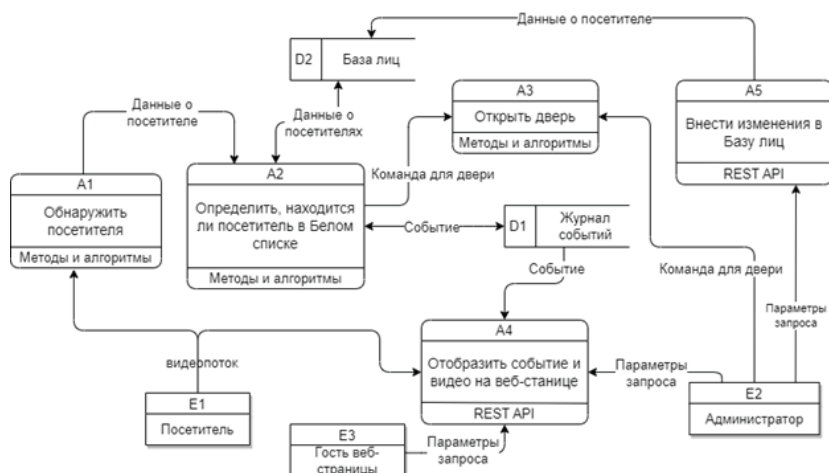 Данные о посетителе
D2
База лиц
A3
Открыть дверь
Методы и алгоритмы
A5
Внести изменения в
Базу лиц
REST API
Данные о
посетителе
Данные о
посетителях
A1
Обнаружить
посетителя
Методы и алгоритмы
A2
Определить, находится
ли посетитель в Белом
списке
Методы и алгоритмы
Команда для двери
Событие
D1
Журнал
событий
Событие
Команда для двери
Параметры
запроса
A4
Отобразить событие и
видео на веб-станице
REST API
Параметры
запроса
видеопоток
E1
Посетитель
E2
Администратор
E3
Гость веб-
страницы
Параметры
запроса